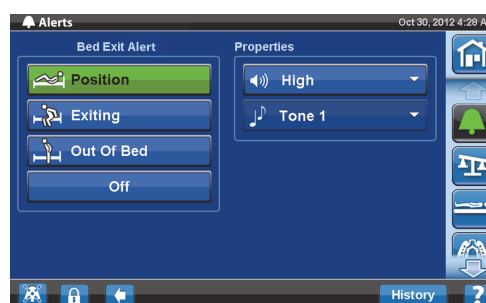 Alerts
Oct 30, 2012 4:28 A
Bed Exit Alert
Properties
Position
High
Exiting
Tone 1
Out Of Bed
Off
History
?